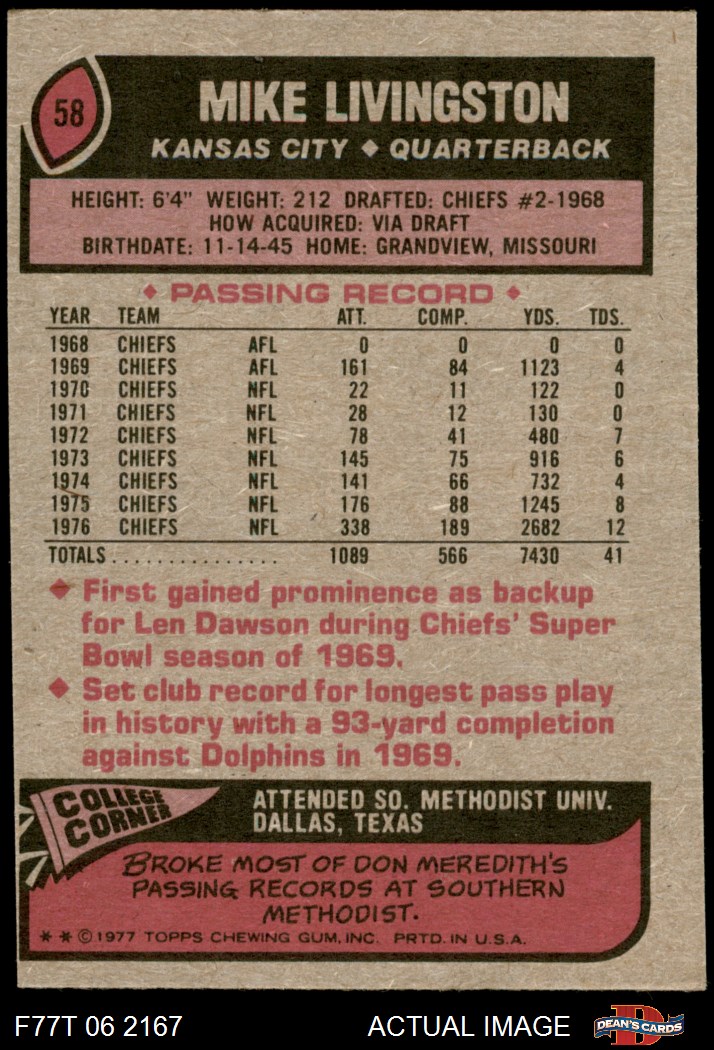 58
MIKE LIVINGSTON
KANSAS CITY ◆ QUARTERBACK
HEIGHT: 6'4" WEIGHT: 212 DRAFTED: CHIEFS #2-1968
HOW ACQUIRED: VIA DRAFT
BIRTHDATE: 11-14-45 HOME: GRANDVIEW, MISSOURI
◆ PASSING RECORD ◆
YEAR TEAM ATT. COMP. YDS. TDS.
1968 CHIEFS AFL 0 0 0 0
1969 CHIEFS AFL 161 84 1123 4
1970 CHIEFS NFL 22 11 122 0
1971 CHIEFS NFL 28 12 130 0
1972 CHIEFS NFL 78 41 480 7
1973 CHIEFS NFL 145 75 916 6
1974 CHIEFS NFL 141 66 732 4
1975 CHIEFS NFL 176 88 1245 8
1976 CHIEFS NFL 338 189 2682 12
TOTALS................ 1089 566 7430 41
◆ First gained prominence as backup
for Len Dawson during Chiefs' Super
Bowl season of 1969.
◆ Set club record for longest pass play
in history with a 93-yard completion
against Dolphins in 1969.
COLLEGE
CORNER
ATTENDED SO. METHODIST UNIV.
DALLAS, TEXAS
BROKE MOST OF DON MEREDITH'S
PASSING RECORDS AT SOUTHERN
METHODIST.
* * © 1977 TOPPS CHEWING GUM, INC. PRTD. IN U.S.A.
F77T 06 2167 ACTUAL IMAGE
D
DEAN'S CARDS